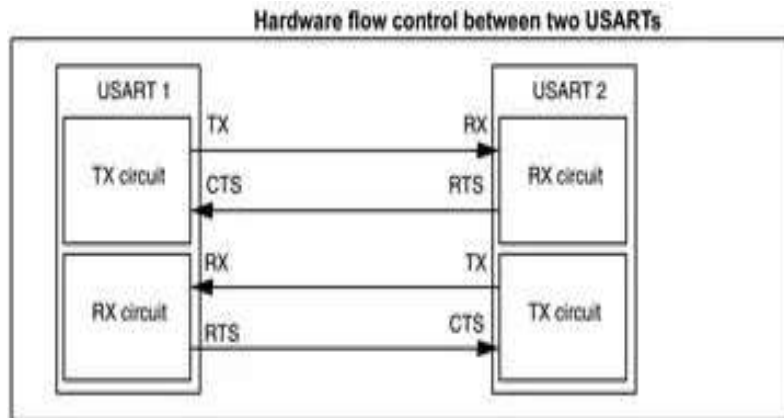 Hardware flow control between two USARTs
USART 1
USART 2
TX
RX
TX circuit
CTS
RTS
RX circuit
RX
TX
RX circuit
RTS
CTS
TX circuit